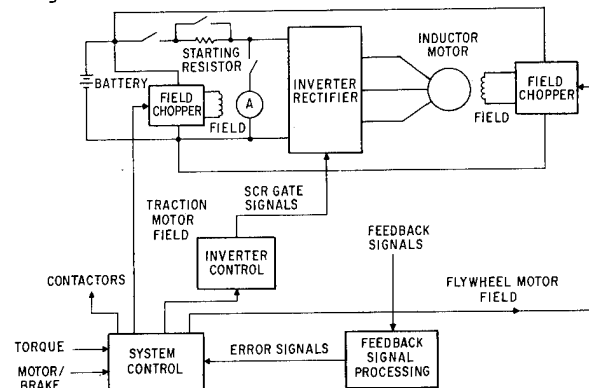 STARTING
RESISTOR
BATTERY
FIELD
CHOPPER
FIELD
A
INVERTER
RECTIFIER
INDUCTOR
MOTOR
FIELD
FIELD
CHOPPER
TRACTION
MOTOR
FIELD
SCR GATE
SIGNALS
INVERTER
CONTROL
FEEDBACK
SIGNALS
CONTACTORS
FLYWHEEL MOTOR
FIELD
TORQUE
MOTOR/
BRAKE
SYSTEM
CONTROL
ERROR SIGNALS
FEEDBACK
SIGNAL
PROCESSING